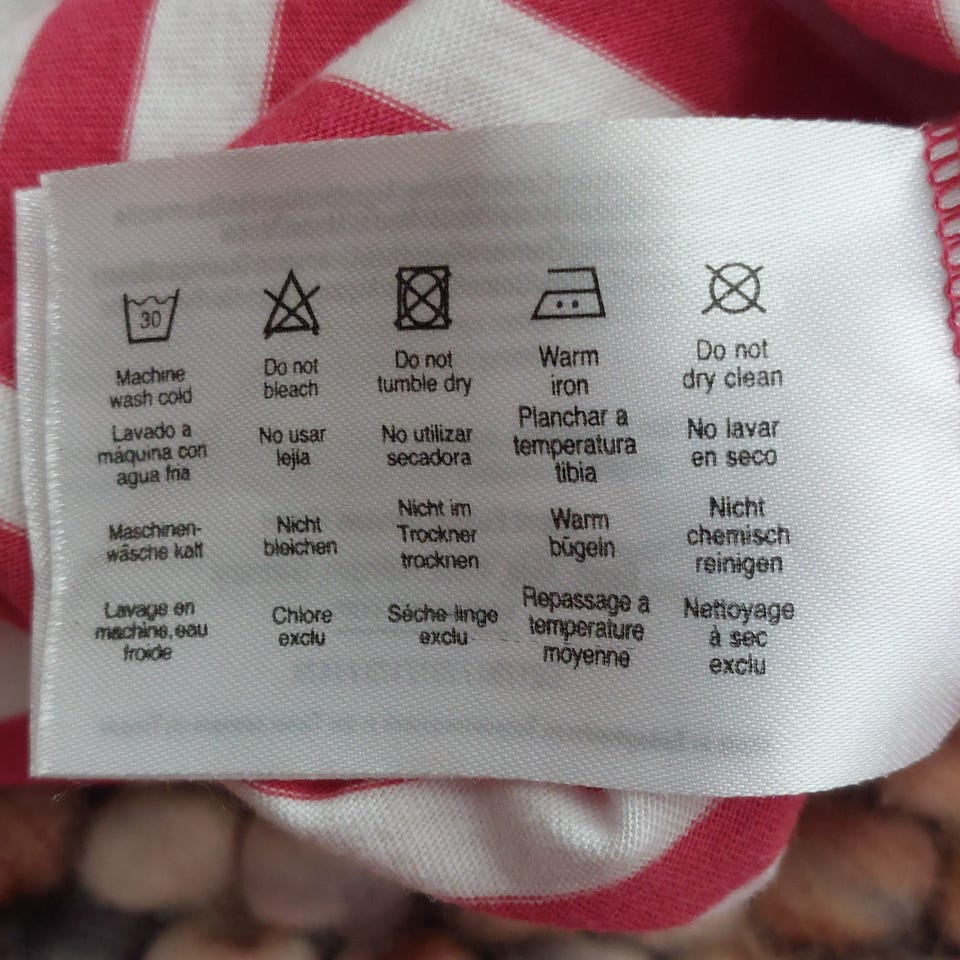 30
Machine
wash cold
Lavado a
máquina con
agua fria
Maschinen-
wäsche kalt
Lavage en
machine, eau
froide
Do not
bleach
No usar
lejia
Nicht
bleichen
Chlore
exclu
Do not
tumble dry
No utilizar
secadora
Nicht im
Trockner
trocknen
Séche-linge
exclu
Warm
iron
Planchar a
temperatura
tibia
Warm
bügeln
Repassage a
température
moyenne
Do not
dry clean
No lavar
en seco
Nicht
chemisch
reinigen
Nettoyage
à sec
exclu